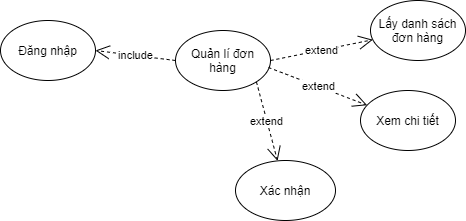 Lấy danh sách
đơn hàng
Đăng nhập
include
Quản lí đơn
hàng
extend
extend
Xem chi tiết
extend
Xác nhận